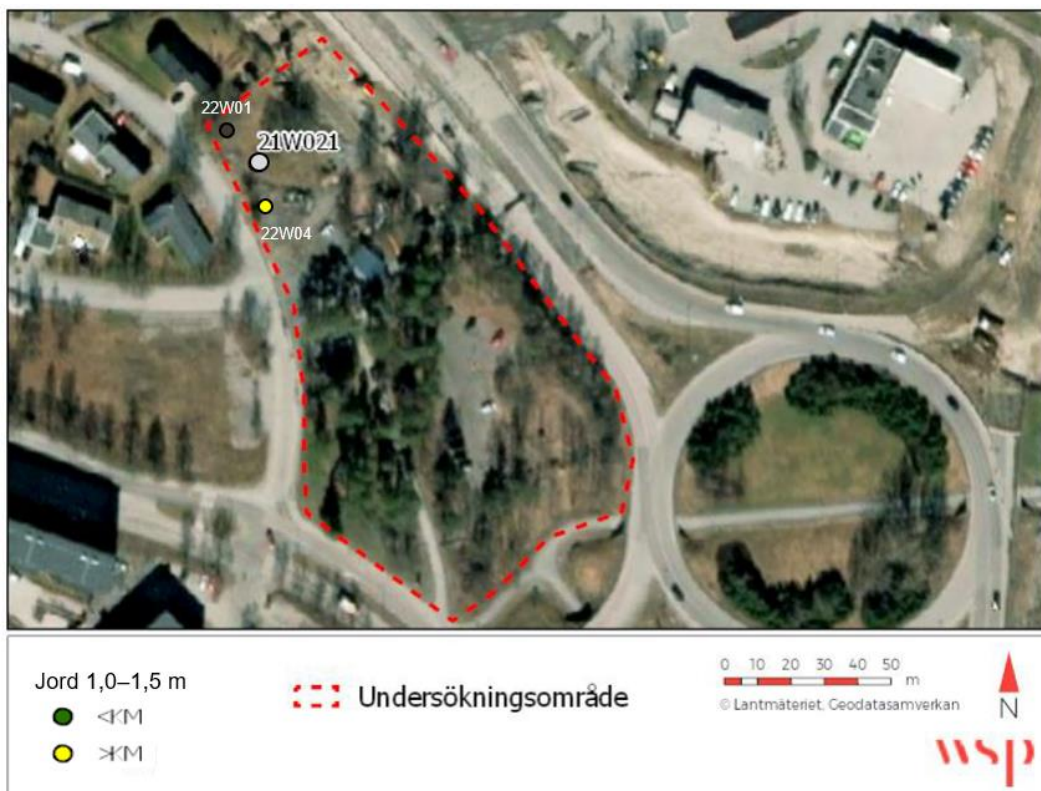 22W01
21W021
22W04
Jord 1,0–1,5 m
<KM
>KM
Undersökningsområde
0 10 20 30 40 50
m
© Lantmäteriet, Geodatasamverkan
N
wsp